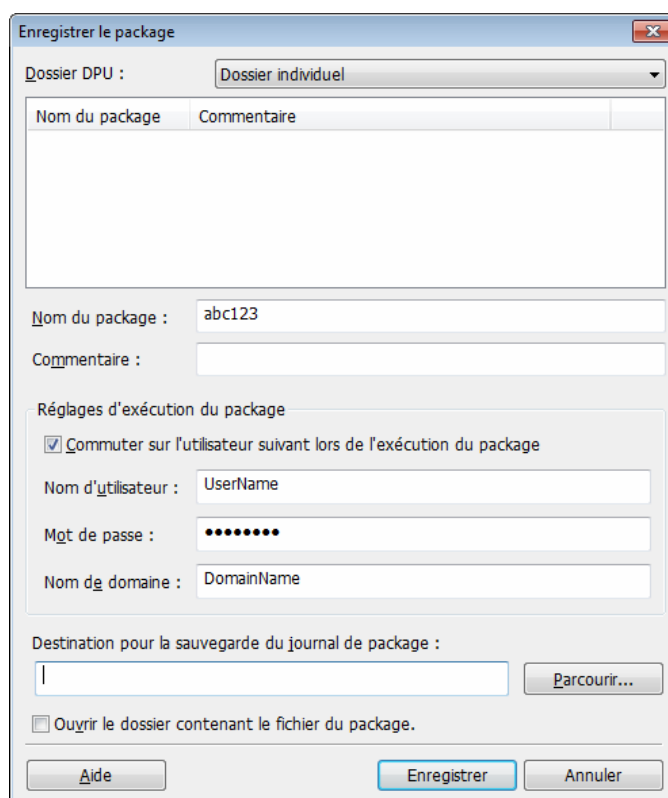 Enregistrer le package
Dossier DPU : Dossier individuel
Nom du package Commentaire
Nom du package : abc123
Commentaire :
Réglages d'exécution du package
Commuter sur l'utilisateur suivant lors de l'exécution du package
Nom d'utilisateur : UserName
Mot de passe : ●●●●●●●●
Nom de domaine : DomainName
Destination pour la sauvegarde du journal de package :
Parcourir...
Ouvrir le dossier contenant le fichier du package.
Aide Enregistrer Annuler